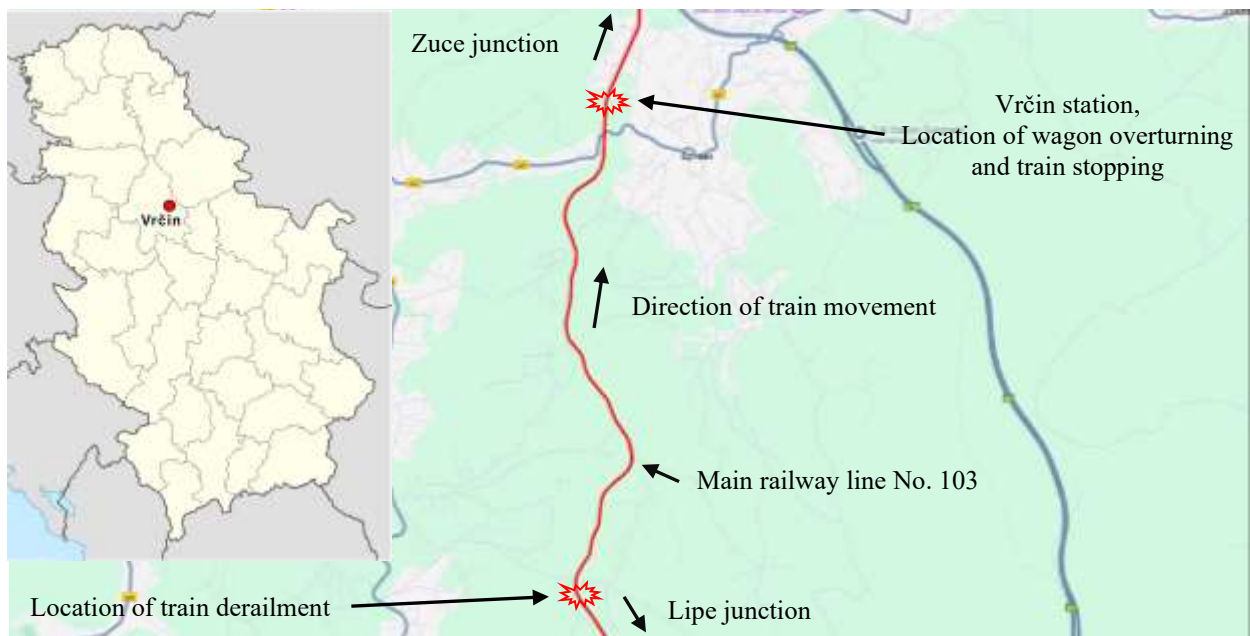 Zuce junction
Vrčin station,
Location of wagon overturning
and train stopping
Vrčin
Direction of train movement
Main railway line No. 103
Location of train derailment
Lipe junction